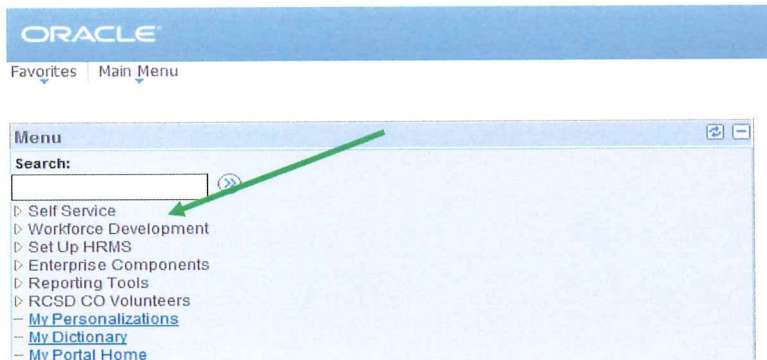 ORACLE
Favorites Main Menu
Menu
Search:
Self Service
Workforce Development
Set Up HRMS
Enterprise Components
Reporting Tools
RCSD CO Volunteers
My Personalizations
My Dictionary
My Portal Home